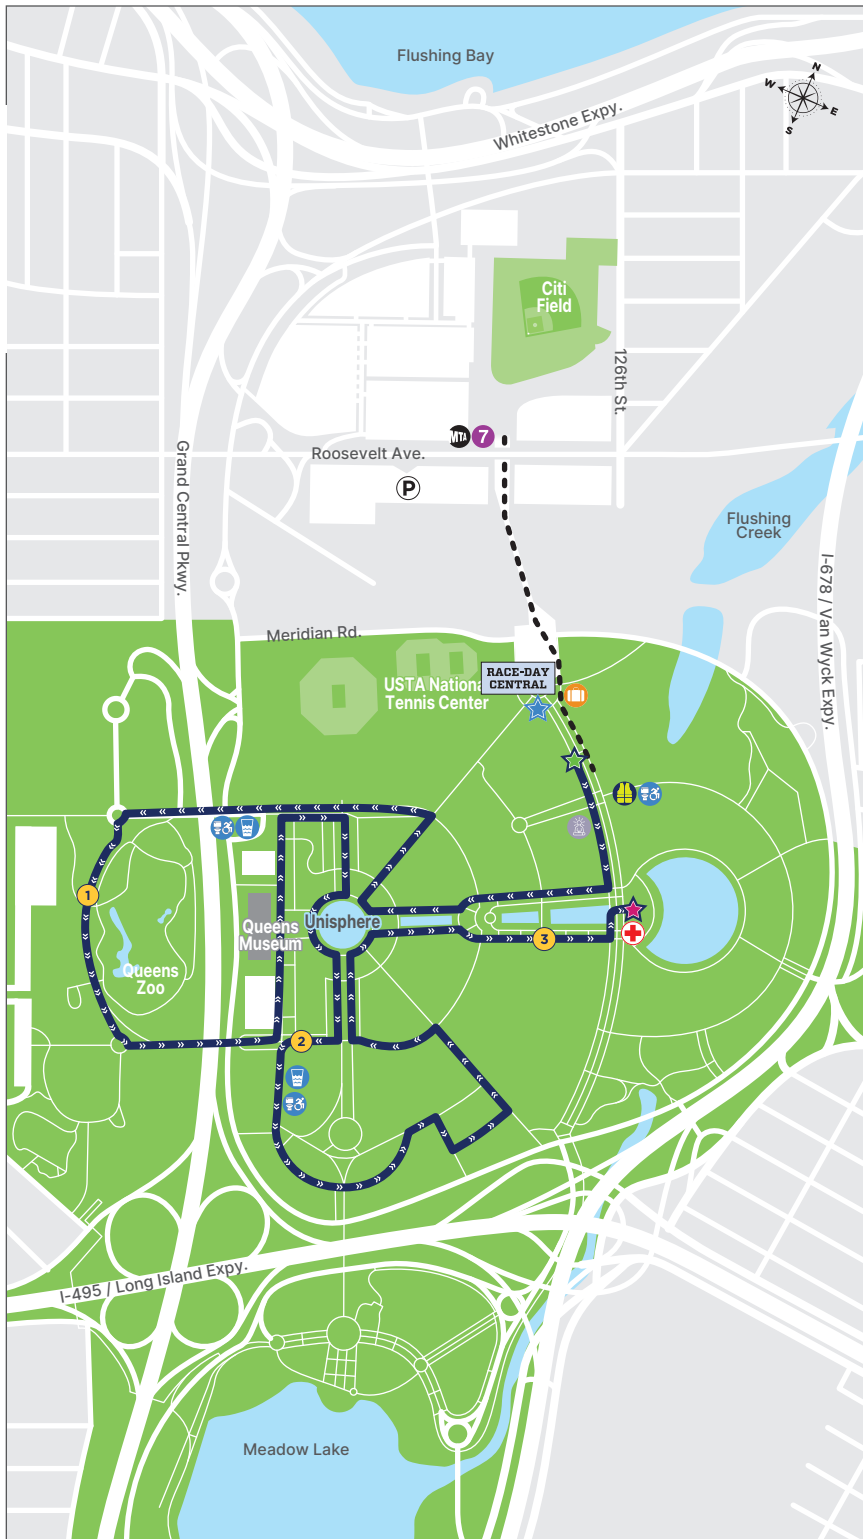 Flushing Bay
N
W
E
S
Whitestone Expy.
Citi
Field
126th St.
MTA
7
Roosevelt Ave.
P
Grand Central Pkwy.
Flushing
Creek
I-678 / Van Wyck Expy.
Meridian Rd.
RACE-DAY
CENTRAL
USTA Nationa
Tennis Center
1
Unisphere
Queens
Museum
3
Queens
Zoo
2
I-495 / Long Island Expy.
Meadow Lake